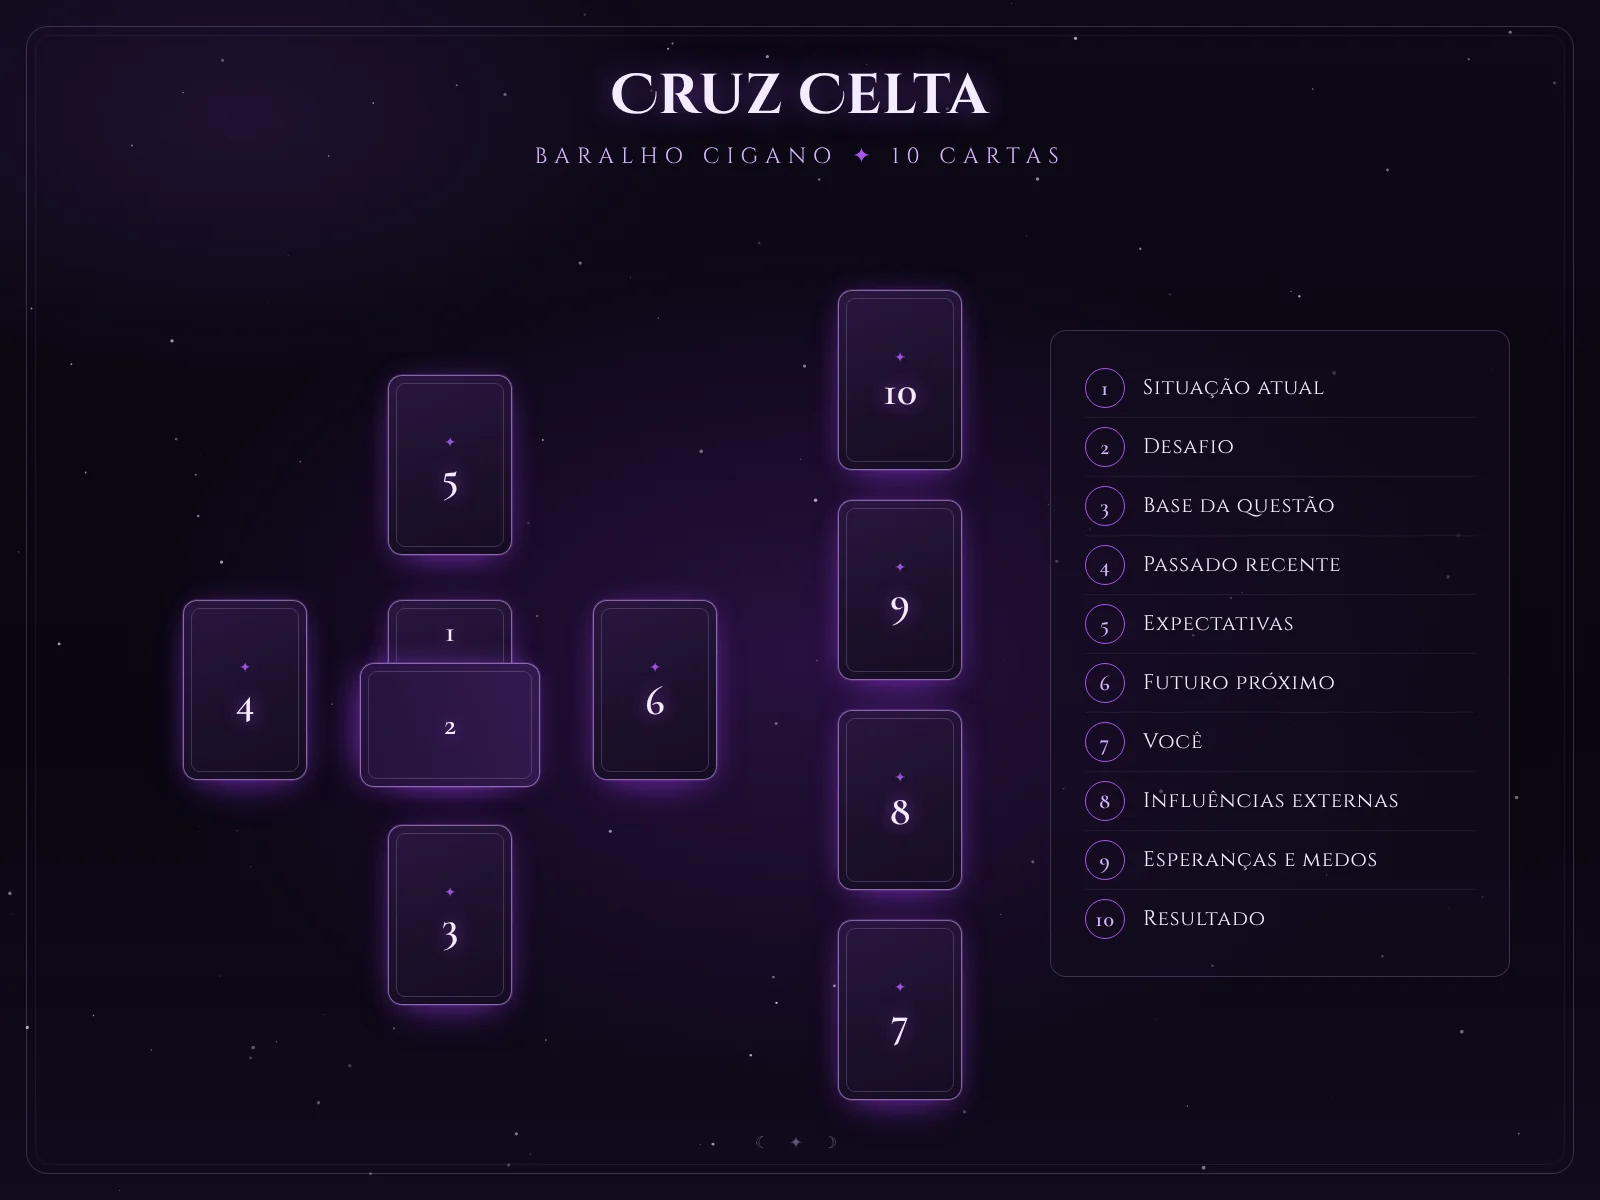 Cruz Celta
BARALHO CIGANO ✦ 10 CARTAS
10
5
9
1
4
2
6
8
3
7
1 Situação atual
2 Desafio
3 Base da questão
4 Passado recente
5 Expectativas
6 Futuro próximo
7 Você
8 Influências externas
9 Esperanças e medos
10 Resultado